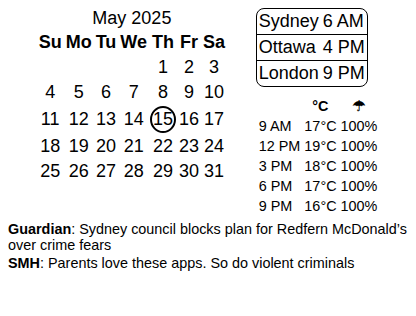 May 2025
Su Mo Tu We Th Fr Sa
1 2 3
4 5 6 7 8 9 10
11 12 13 14 15 16 17
18 19 20 21 22 23 24
25 26 27 28 29 30 31
Sydney 6 AM
Ottawa 4 PM
London 9 PM
°C ☂
9 AM 17°C 100%
12 PM 19°C 100%
3 PM 18°C 100%
6 PM 17°C 100%
9 PM 16°C 100%
Guardian: Sydney council blocks plan for Redfern McDonald's
over crime fears
SMH: Parents love these apps. So do violent criminals